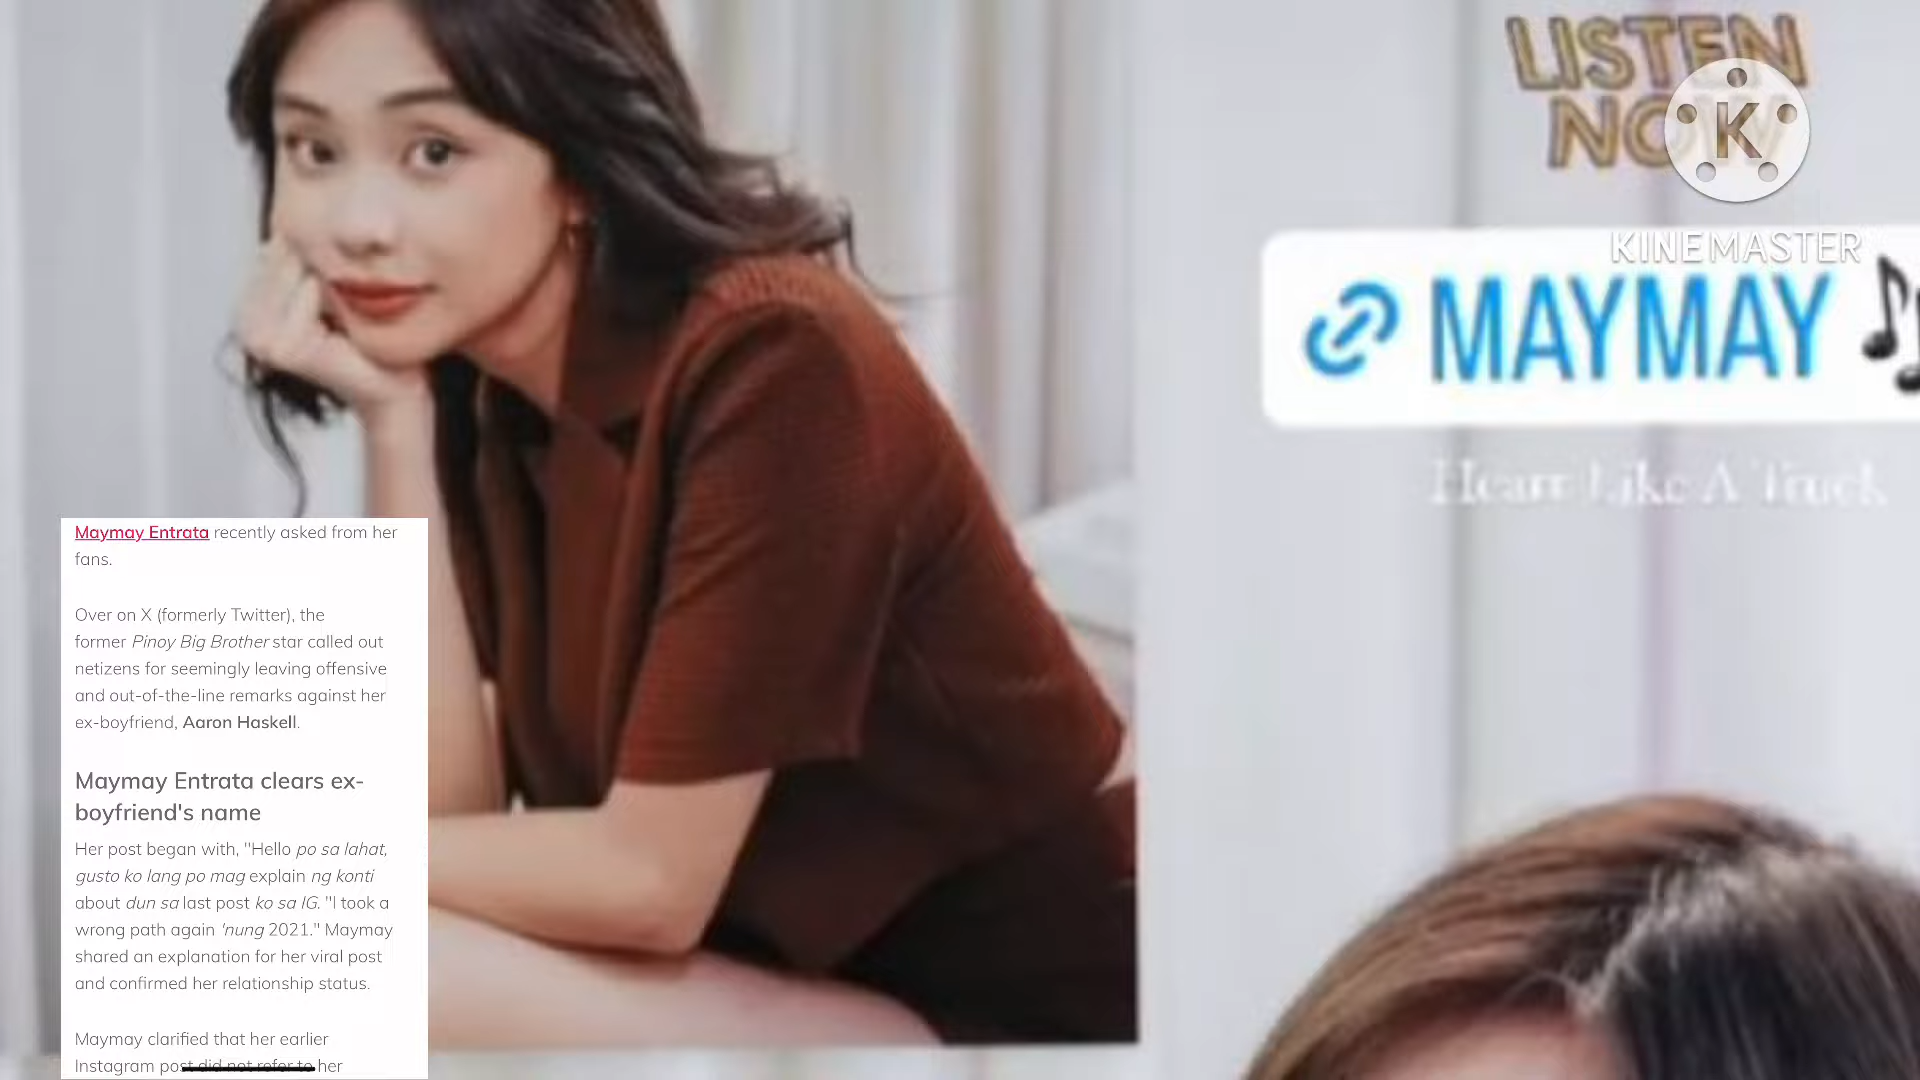 LISTEN
NOW
K
KINEMASTER
MAYMAY
Heart Like A Truck
Maymay Entrata recently asked from her
fans.
Over on X (formerly Twitter), the
former Pinoy Big Brother star called out
netizens for seemingly leaving offensive
and out-of-the-line remarks against her
ex-boyfriend, Aaron Haskell.
Maymay Entrata clears ex-
boyfriend's name
Her post began with, "Hello po sa lahat,
gusto ko lang po mag explain ng konti
about dun sa last post ko sa IG. "I took a
wrong path again 'nung 2021." Maymay
shared an explanation for her viral post
and confirmed her relationship status.
Maymay clarified that her earlier
Instagram post did not refer to her